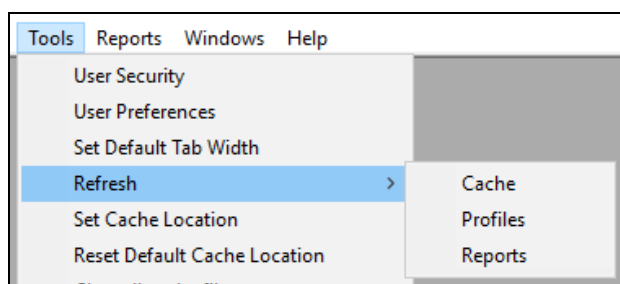 Tools Reports Windows Help
User Security
User Preferences
Set Default Tab Width
Refresh > Cache
Set Cache Location Profiles
Reset Default Cache Location Reports